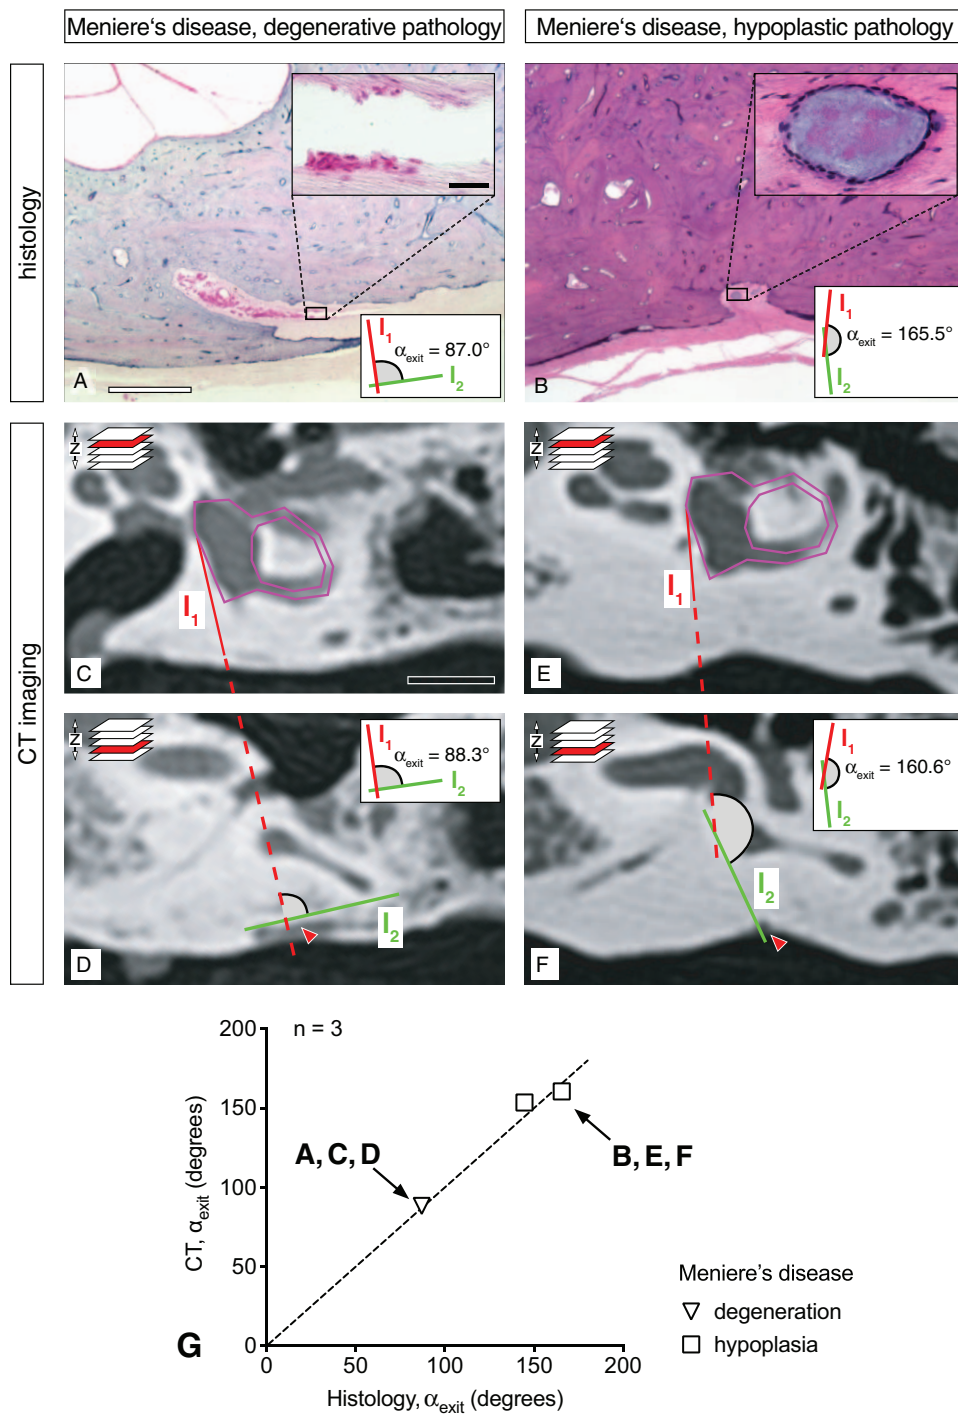 Meniere‘s disease, degenerative pathology
Meniere‘s disease, hypoplastic pathology
histology
l1
αexit = 87.0°
l2
A
l1
αexit = 165.5°
l2
B
CT imaging
Z
l1
C
Z
l1
E
Z
l1
αexit = 88.3°
l2
l2
D
Z
l1
αexit = 160.6°
l2
l2
F
n = 3
200
150
100
50
0
CT, αexit (degrees)
A, C, D
B, E, F
0 50 100 150 200
Histology, αexit (degrees)
G
Meniere’s disease
degeneration
hypoplasia